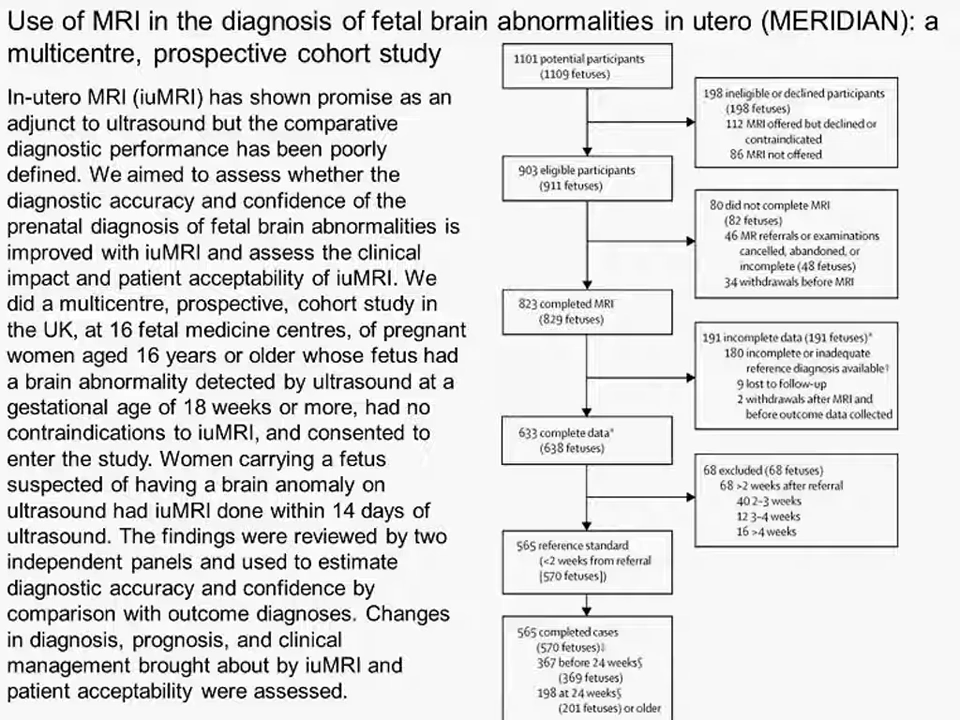 Use of MRI in the diagnosis of fetal brain abnormalities in utero (MERIDIAN): a
multicentre, prospective cohort study
In-utero MRI (iuMRI) has shown promise as an
adjunct to ultrasound but the comparative
diagnostic performance has been poorly
defined. We aimed to assess whether the
diagnostic accuracy and confidence of the
prenatal diagnosis of fetal brain abnormalities is
improved with iuMRI and assess the clinical
impact and patient acceptability of iuMRI. We
did a multicentre, prospective, cohort study in
the UK, at 16 fetal medicine centres, of pregnant
women aged 16 years or older whose fetus had
a brain abnormality detected by ultrasound at a
gestational age of 18 weeks or more, had no
contraindications to iuMRI, and consented to
enter the study. Women carrying a fetus
suspected of having a brain anomaly on
ultrasound had iuMRI done within 14 days of
ultrasound. The findings were reviewed by two
independent panels and used to estimate
diagnostic accuracy and confidence by
comparison with outcome diagnoses. Changes
in diagnosis, prognosis, and clinical
management brought about by iuMRI and
patient acceptability were assessed.
1101 potential participants
(1109 fetuses)
198 ineligible or declined participants
(198 fetuses)
112 MRI offered but declined or
contraindicated
86 MRI not offered
903 eligible participants
(911 fetuses)
80 did not complete MRI
(82 fetuses)
46 MR referrals or examinations
cancelled, abandoned, or
incomplete (48 fetuses)
34 withdrawals before MRI
823 completed MRI
(829 fetuses)
191 incomplete data (191 fetuses)*
180 incomplete or inadequate
reference diagnosis available†
9 lost to follow-up
2 withdrawals after MRI and
before outcome data collected
633 complete data*
(638 fetuses)
68 excluded (68 fetuses)
68 >2 weeks after referral
40 2–3 weeks
12 3–4 weeks
16 >4 weeks
565 reference standard
(<2 weeks from referral
[570 fetuses])
565 completed cases
(570 fetuses)‡
367 before 24 weeks§
(369 fetuses)
198 at 24 weeks§
(201 fetuses) or older